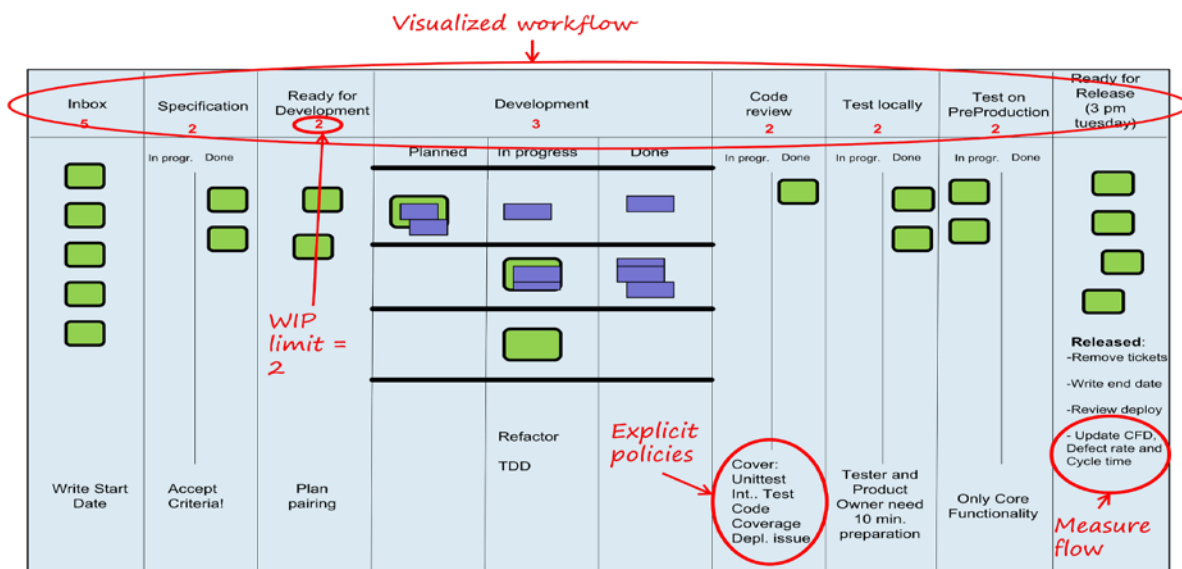 Visualized workflow
Inbox
5
Specification
2
Ready for
Development
2
Development
3
Code
review
2
Test locally
2
Test on
PreProduction
2
Ready for
Release
(3 pm
tuesday)
In progr. Done
Planned
In progress
Done
In progr. Done
In progr. Done
In progr. Done
WIP
limit =
2
Released:
-Remove tickets
-Write end date
-Review deploy
- Update CFD,
Defect rate and
Cycle time
Refactor
TDD
Explicit
policies
Write Start
Date
Accept
Criteria!
Plan
pairing
Cover:
Unittest
Int.. Test
Code
Coverage
Depl. issue
Tester and
Product
Owner need
10 min.
preparation
Only Core
Functionality
Measure
flow